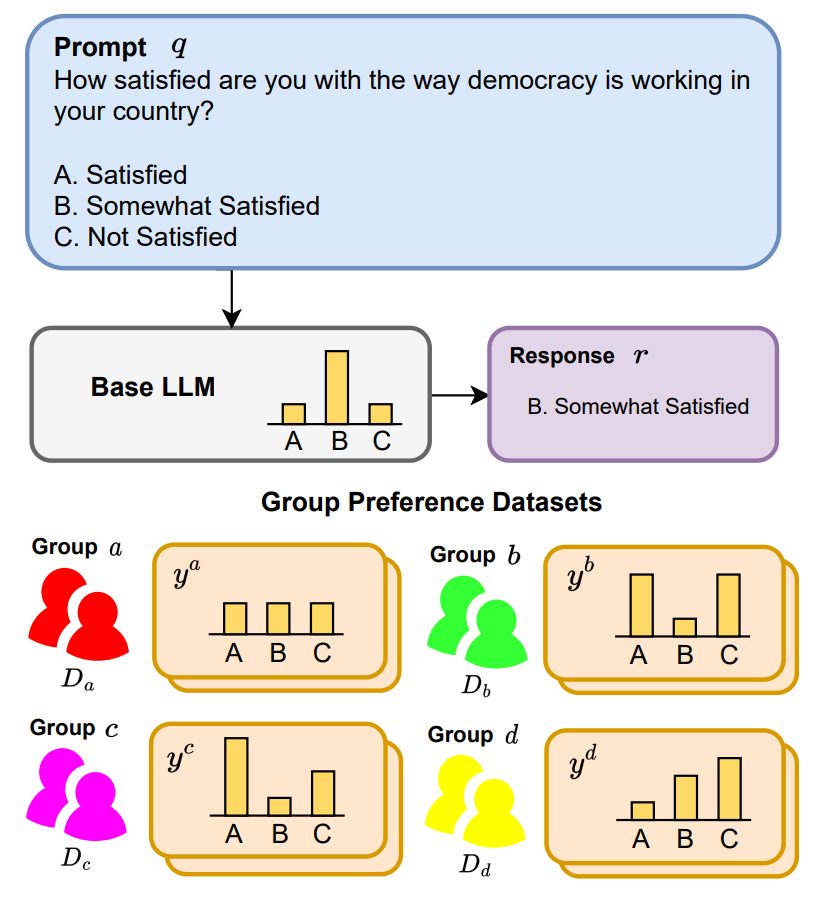 Prompt q
How satisfied are you with the way democracy is working in
your country?
A. Satisfied
B. Somewhat Satisfied
C. Not Satisfied
Base LLM
A B C
Response r
B. Somewhat Satisfied
Group Preference Datasets
Group a
y^a
A B C
D_a
Group b
y^b
A B C
D_b
Group c
y^c
A B C
D_c
Group d
y^d
A B C
D_d